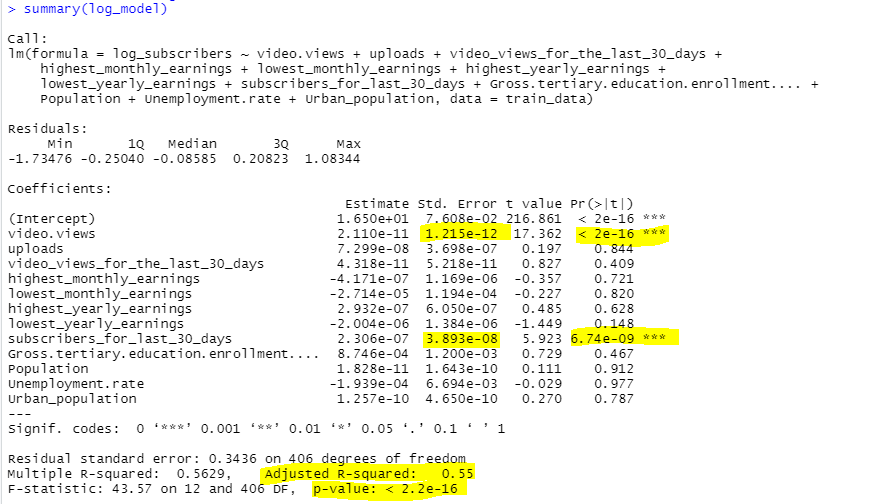 > summary(log_model)
Call:
lm(formula = log_subscribers ~ video.views + uploads + video_views_for_the_last_30_days +
highest_monthly_earnings + lowest_monthly_earnings + highest_yearly_earnings +
lowest_yearly_earnings + subscribers_for_last_30_days + Gross.tertiary.education.enrollment.... +
Population + Unemployment.rate + Urban_population, data = train_data)
Residuals:
Min 1Q Median 3Q Max
-1.73476 -0.25040 -0.08585 0.20823 1.08344
Coefficients:
Estimate Std. Error t value Pr(>|t|)
(Intercept) 1.650e+01 7.608e-02 216.861 < 2e-16 ***
video.views 2.110e-11 1.215e-12 17.362 < 2e-16 ***
uploads 7.299e-08 3.698e-07 0.197 0.844
video_views_for_the_last_30_days 4.318e-11 5.218e-11 0.827 0.409
highest_monthly_earnings -4.171e-07 1.169e-06 -0.357 0.721
lowest_monthly_earnings -2.714e-05 1.194e-04 -0.227 0.820
highest_yearly_earnings 2.932e-07 6.050e-07 0.485 0.628
lowest_yearly_earnings -2.004e-06 1.384e-06 -1.449 0.148
subscribers_for_last_30_days 2.306e-07 3.893e-08 5.923 6.74e-09 ***
Gross.tertiary.education.enrollment.... 8.746e-04 1.200e-03 0.729 0.467
Population 1.828e-11 1.643e-10 0.111 0.912
Unemployment.rate -1.939e-04 6.694e-03 -0.029 0.977
Urban_population 1.257e-10 4.650e-10 0.270 0.787
---
Signif. codes: 0 ‘***’ 0.001 ‘**’ 0.01 ‘*’ 0.05 ‘.’ 0.1 ‘ ’ 1
Residual standard error: 0.3436 on 406 degrees of freedom
Multiple R-squared: 0.5629, Adjusted R-squared: 0.55
F-statistic: 43.57 on 12 and 406 DF, p-value: < 2.2e-16